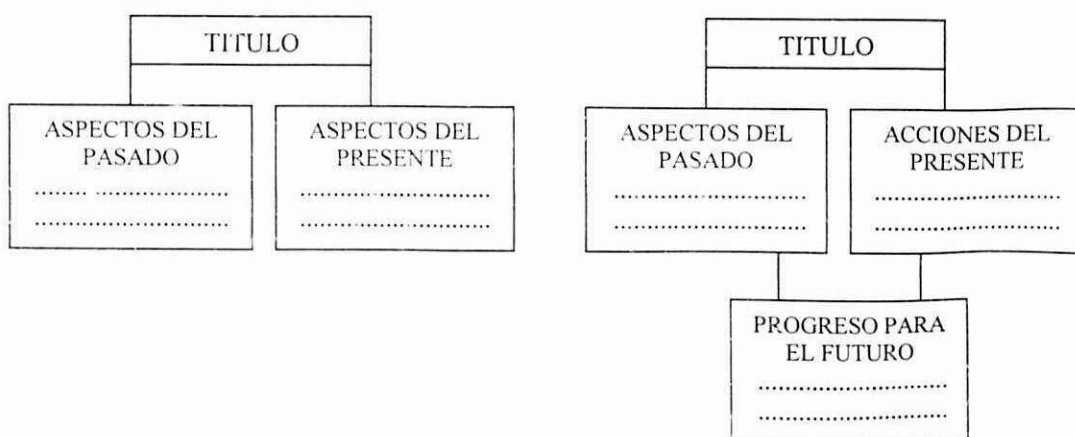 TITULO
ASPECTOS DEL
PASADO
....... ......................
.................................
ASPECTOS DEL
PRESENTE
.................................
.................................
TITULO
ASPECTOS DEL
PASADO
.................................
.................................
ACCIONES DEL
PRESENTE
.................................
.................................
PROGRESO PARA
EL FUTURO
.................................
.................................